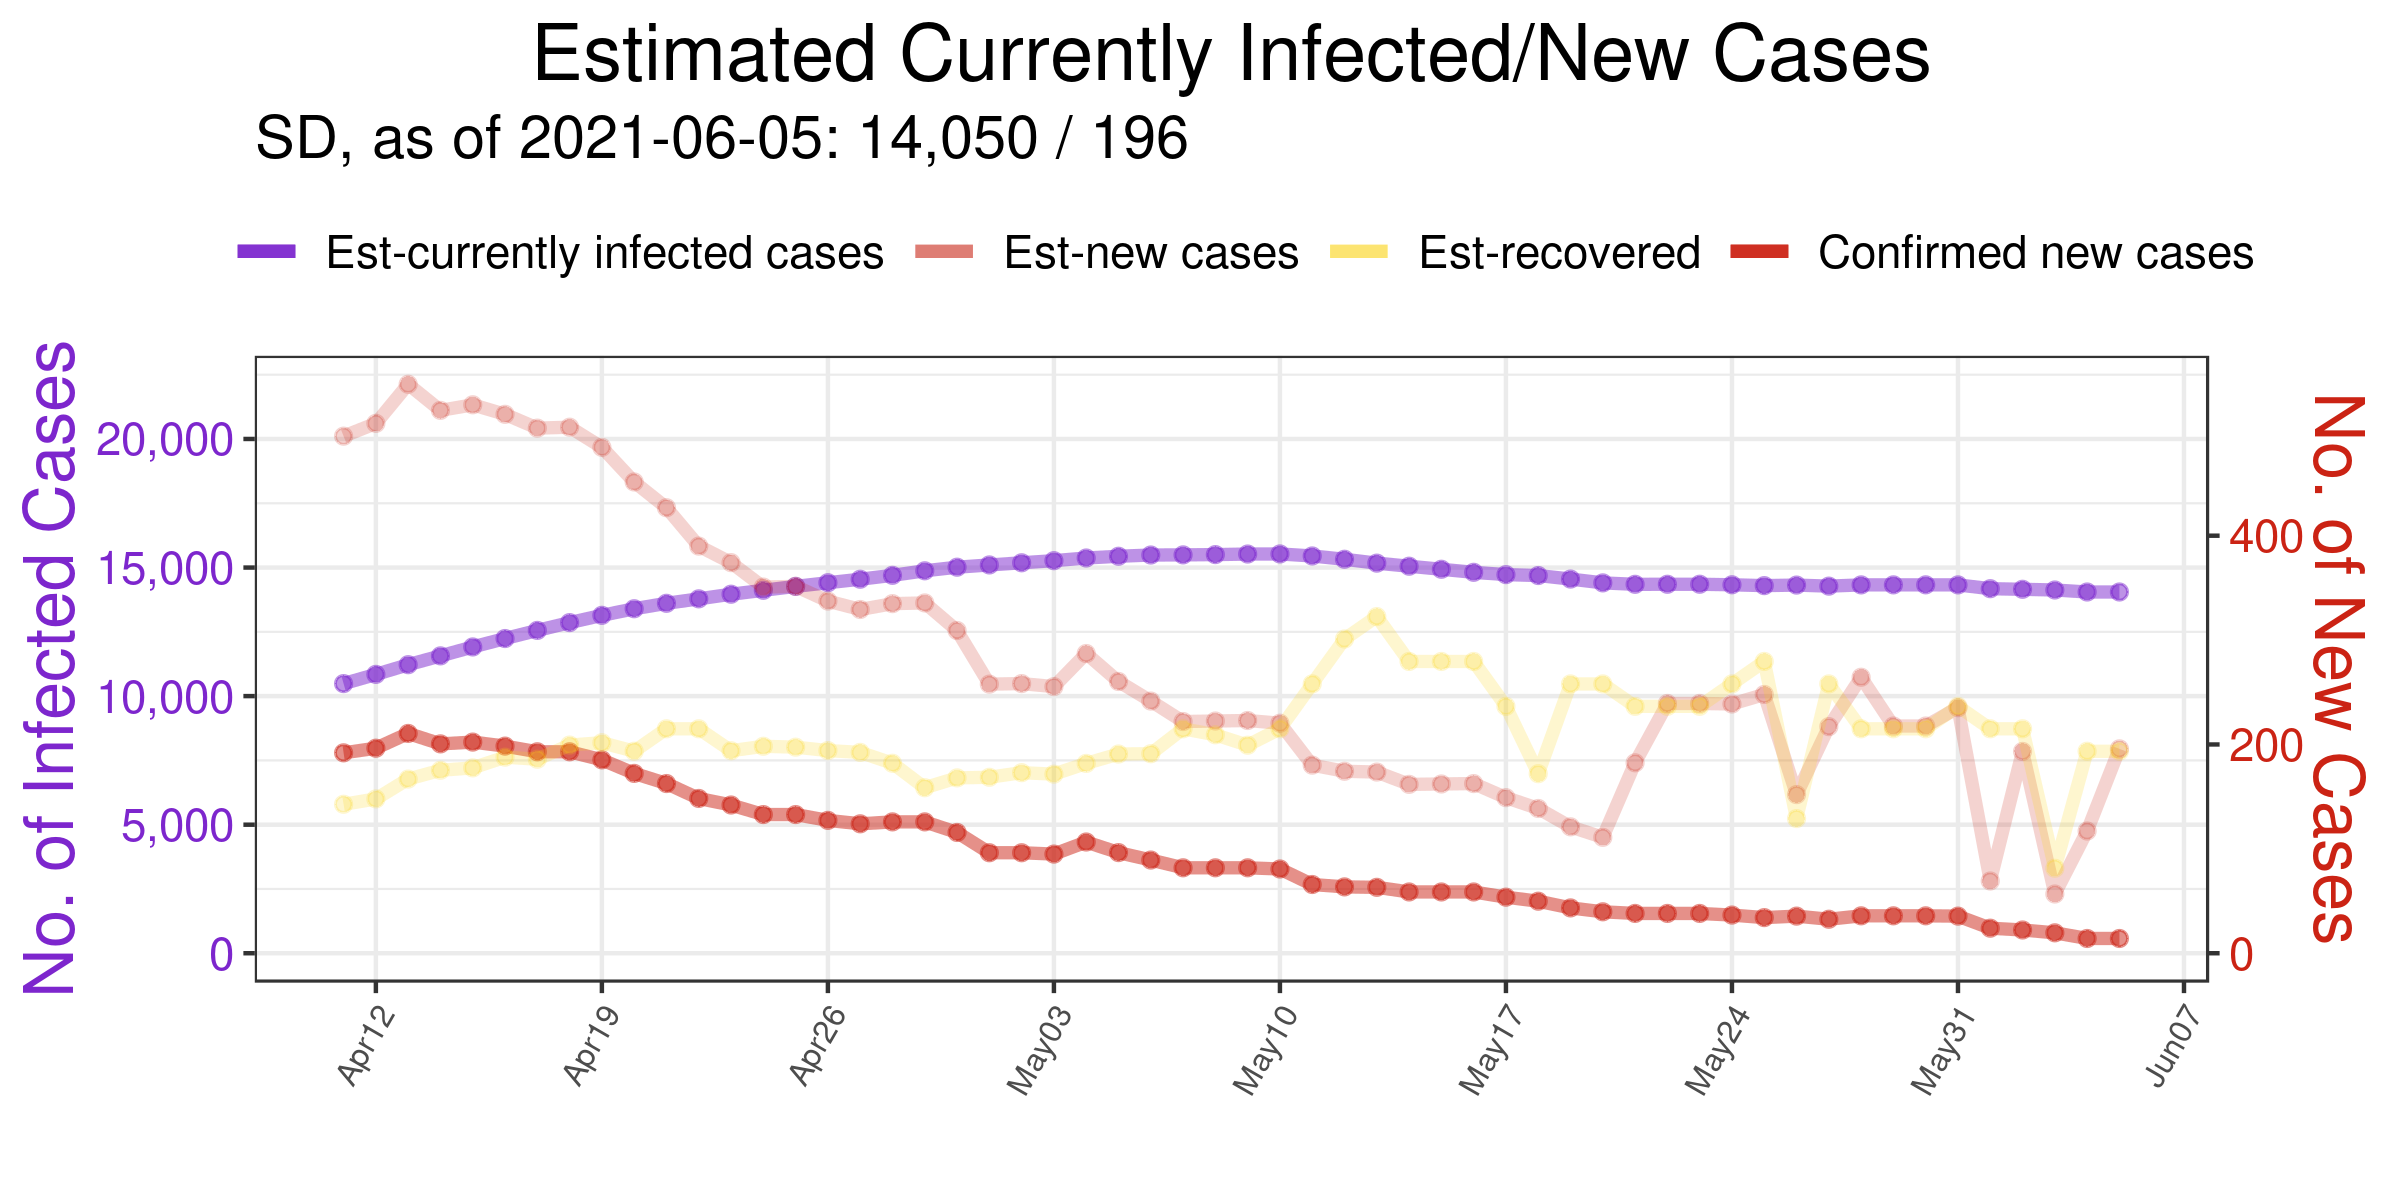 Estimated Currently Infected/New Cases
SD, as of 2021-06-05: 14,050 / 196
Est-currently infected cases Est-new cases Est-recovered Confirmed new cases
No. of Infected Cases
20,000
15,000
10,000
5,000
0
400
200
0
No. of New Cases
Apr12 Apr19 Apr26 May03 May10 May17 May24 May31 Jun07